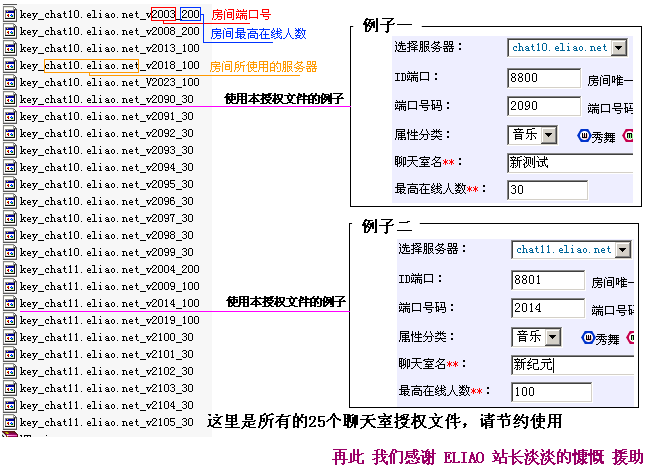 key_chat10.eliao.net_v2003_200 房间端口号
key_chat10.eliao.net_v2008_200 房间最高在线人数
key_chat10.eliao.net_v2013_100
key_chat10.eliao.net_v2018_100 房间所使用的服务器
key_chat10.eliao.net_V2023_100
key_chat10.eliao.net_v2090_30 使用本授权文件的例子
key_chat10.eliao.net_v2091_30
key_chat10.eliao.net_v2092_30
key_chat10.eliao.net_v2093_30
key_chat10.eliao.net_v2094_30
key_chat10.eliao.net_v2095_30
key_chat10.eliao.net_v2096_30
key_chat10.eliao.net_v2097_30
key_chat10.eliao.net_v2098_30
key_chat10.eliao.net_v2099_30
key_chat11.eliao.net_v2004_200
key_chat11.eliao.net_v2009_100
key_chat11.eliao.net_v2014_100 使用本授权文件的例子
key_chat11.eliao.net_v2019_100
key_chat11.eliao.net_v2100_30
key_chat11.eliao.net_v2101_30
key_chat11.eliao.net_v2102_30
key_chat11.eliao.net_v2103_30
key_chat11.eliao.net_v2104_30
key_chat11.eliao.net_v2105_30
例子一
选择服务器： chat10.eliao.net
ID端口： 8800 房间唯一
端口号码： 2090 端口号码
属性分类： 音乐 秀舞
聊天室名**： 新测试
最高在线人数**： 30
例子二
选择服务器： chat11.eliao.net
ID端口： 8801 房间唯一
端口号码： 2014 端口号码
属性分类： 音乐 秀舞
聊天室名**： 新纪元
最高在线人数**： 100
这里是所有的25个聊天室授权文件，请节约使用
再此 我们感谢 ELIAO 站长淡淡的慷慨 援助